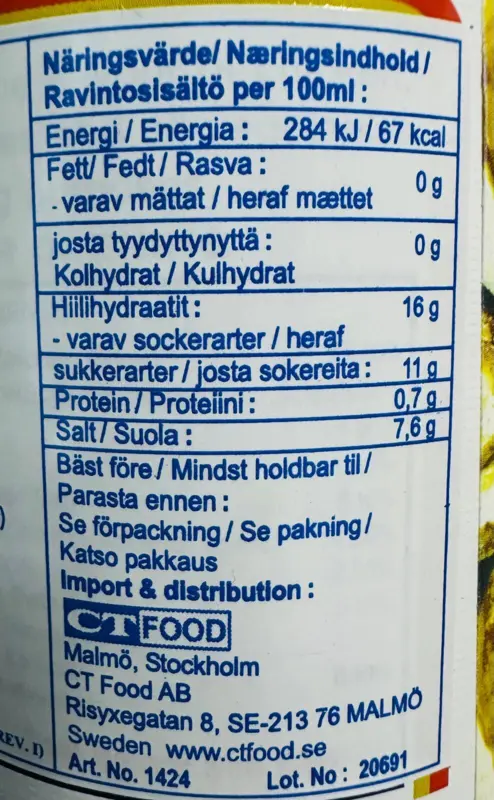 Näringsvärde/ Næringsindhold /
Ravintosisältö per 100ml :
Energi / Energia : 284 kJ / 67 kcal
Fett/ Fedt / Rasva : 0 g
- varav mättat / heraf mættet
josta tyydyttynyttä : 0 g
Kolhydrat / Kulhydrat
Hiilihydraatit : 16 g
- varav sockerarter / heraf
sukkerarter / josta sokereita : 11 g
Protein / Proteiini : 0,7 g
Salt / Suola : 7,6 g
Bäst före / Mindst holdbar til /
Parasta ennen :
Se förpackning / Se pakning /
Katso pakkaus
Import & distribution :
CT FOOD
Malmö, Stockholm
CT Food AB
Risyxegatan 8, SE-213 76 MALMÖ
Sweden www.ctfood.se
Art. No. 1424 Lot. No : 20691
REV. I)